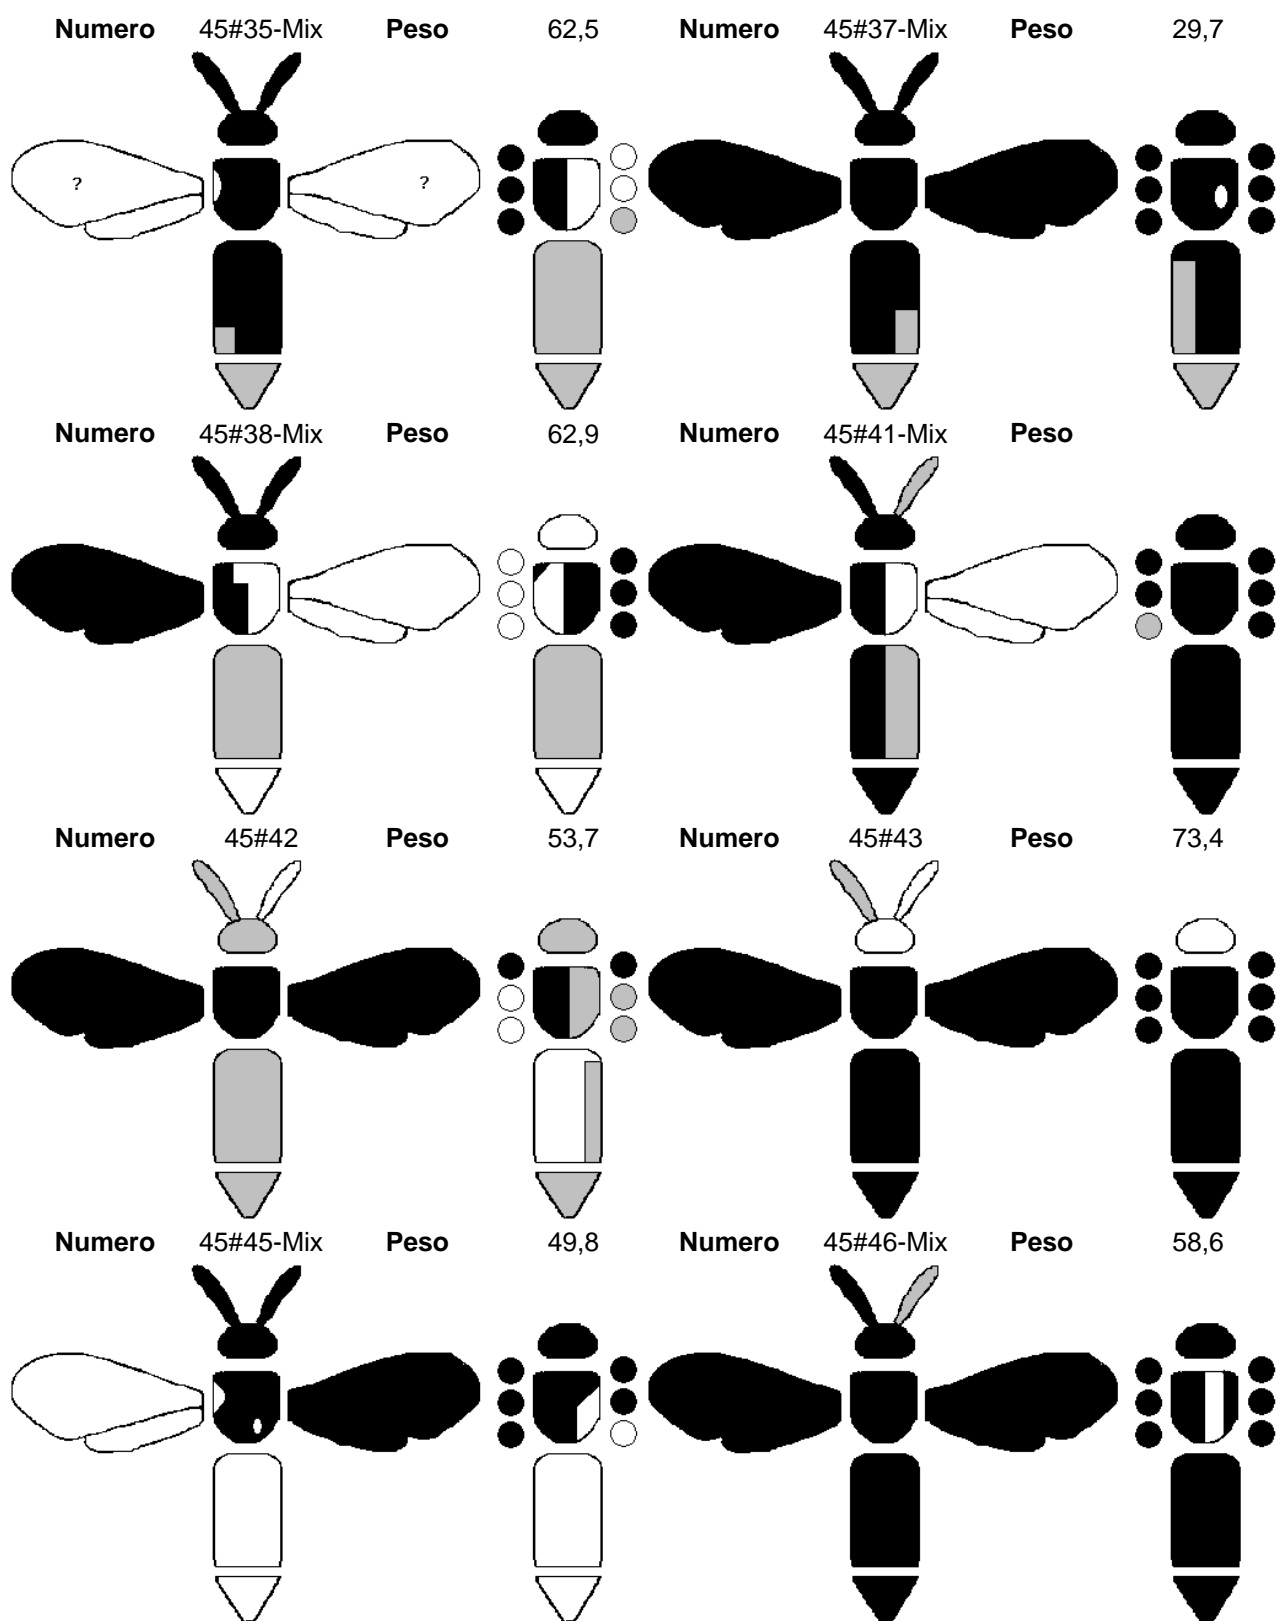 Numero 45#35-Mix Peso 62,5 Numero 45#37-Mix Peso 29,7
? ?
Numero 45#38-Mix Peso 62,9 Numero 45#41-Mix Peso
Numero 45#42 Peso 53,7 Numero 45#43 Peso 73,4
Numero 45#45-Mix Peso 49,8 Numero 45#46-Mix Peso 58,6